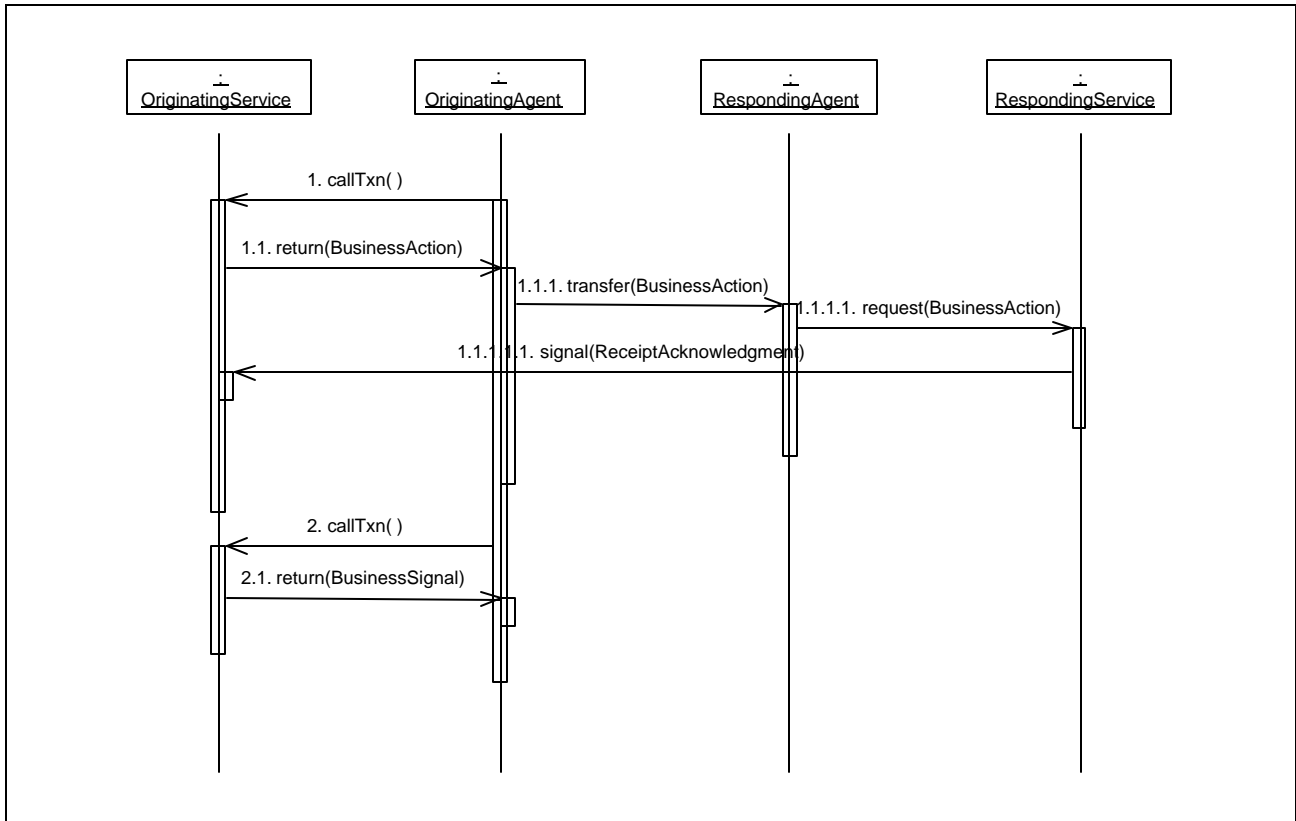 :
OriginatingService
:
OriginatingAgent
:
RespondingAgent
:
RespondingService
1. callTxn( )
1.1. return(BusinessAction)
1.1.1. transfer(BusinessAction)
1.1.1.1. request(BusinessAction)
1.1.1.1.1. signal(ReceiptAcknowledgment)
2. callTxn( )
2.1. return(BusinessSignal)